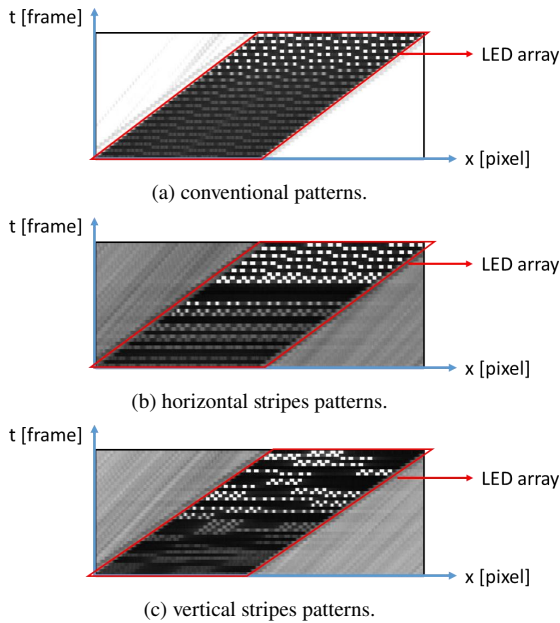 t [frame]
LED array
x [pixel]
(a) conventional patterns.
t [frame]
LED array
x [pixel]
(b) horizontal stripes patterns.
t [frame]
LED array
x [pixel]
(c) vertical stripes patterns.